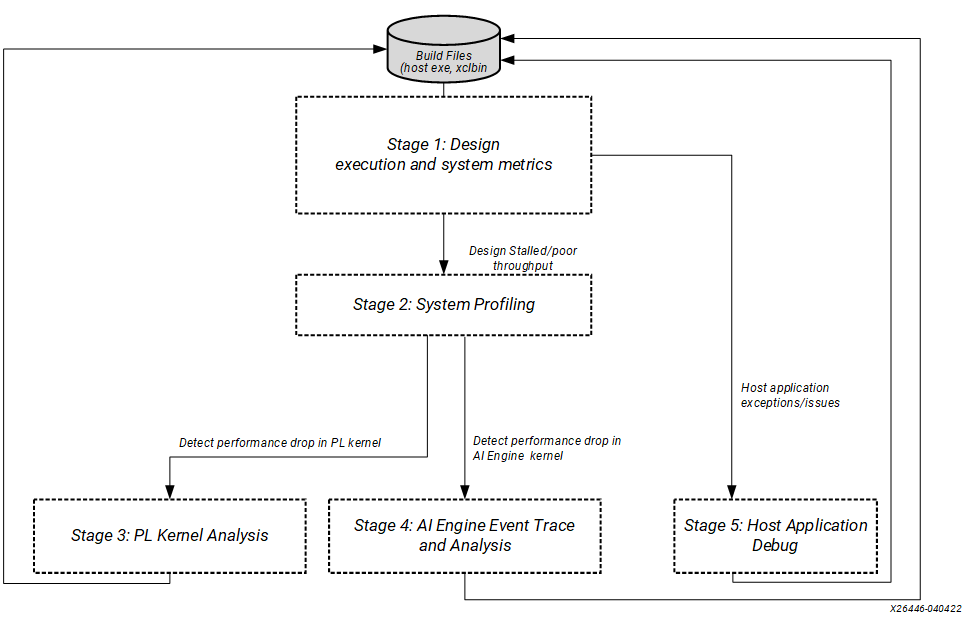 Build Files
(host exe, xclbin
Stage 1: Design
execution and system metrics
Design Stalled/poor
throughput
Stage 2: System Profiling
Host application
exceptions/issues
Detect performance drop in PL kernel
Detect performance drop in
AI Engine kernel
Stage 3: PL Kernel Analysis
Stage 4: AI Engine Event Trace
and Analysis
Stage 5: Host Application
Debug
X26446-040422